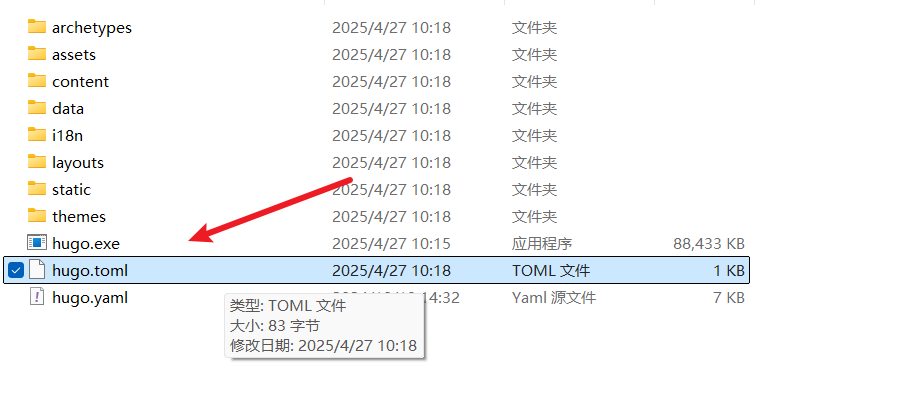 archetypes 2025/4/27 10:18 文件夹
assets 2025/4/27 10:18 文件夹
content 2025/4/27 10:18 文件夹
data 2025/4/27 10:18 文件夹
i18n 2025/4/27 10:18 文件夹
layouts 2025/4/27 10:18 文件夹
static 2025/4/27 10:18 文件夹
themes 2025/4/27 10:18 文件夹
hugo.exe 2025/4/27 10:15 应用程序 88,433 KB
hugo.toml 2025/4/27 10:18 TOML 文件 1 KB
hugo.yaml 14:32 Yaml 源文件 7 KB
类型: TOML 文件
大小: 83 字节
修改日期: 2025/4/27 10:18